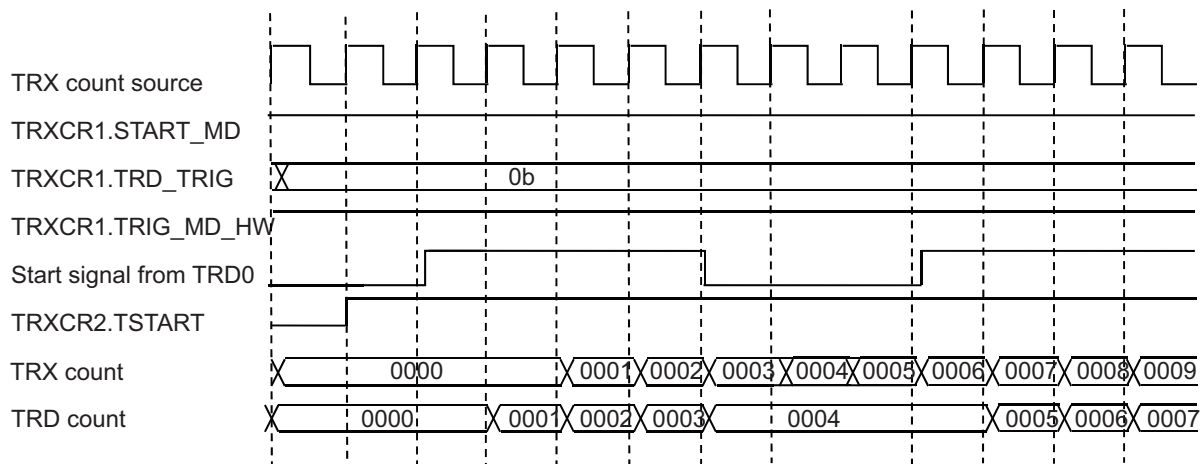 TRX count source
TRXCR1.START_MD
TRXCR1.TRD_TRIG 0b
TRXCR1.TRIG_MD_HW
Start signal from TRD0
TRXCR2.TSTART
TRX count 0000 0001 0002 0003 0004 0005 0006 0007 0008 0009
TRD count 0000 0001 0002 0003 0004 0005 0006 0007